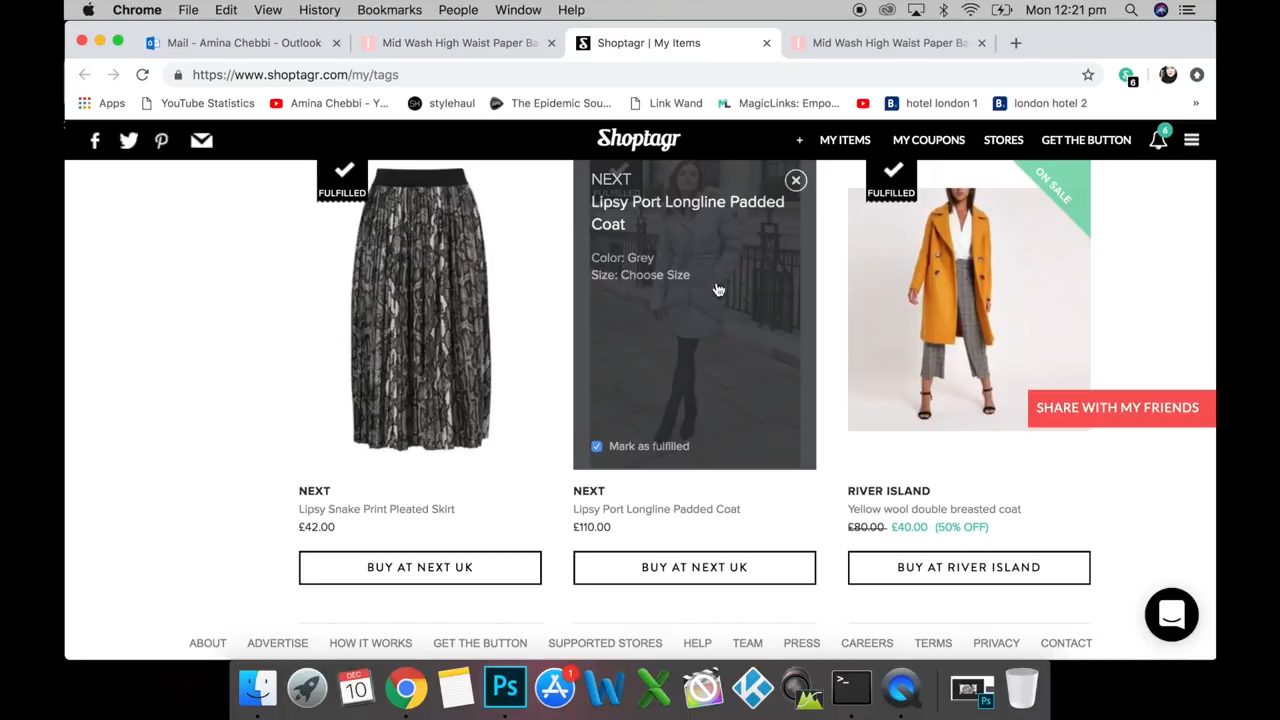 Chrome File Edit View History Bookmarks People Window Help Mon 12:21 pm
Mail - Amina Chebbi - Outlook Mid Wash High Waist Paper Ba Shoptagr | My Items Mid Wash High Waist Paper Ba
https://www.shoptagr.com/my/tags 6
Apps YouTube Statistics Amina Chebbi - Y... stylehaul The Epidemic Sou... Link Wand MagicLinks: Empo... hotel london 1 london hotel 2 »
Shoptagr + MY ITEMS MY COUPONS STORES GET THE BUTTON 6
FULFILLED
NEXT
Lipsy Port Longline Padded
Coat
Color: Grey
Size: Choose Size
Mark as fulfilled
FULFILLED
ON SALE
SHARE WITH MY FRIENDS
NEXT
Lipsy Snake Print Pleated Skirt
£42.00
BUY AT NEXT UK
NEXT
Lipsy Port Longline Padded Coat
£110.00
BUY AT NEXT UK
RIVER ISLAND
Yellow wool double breasted coat
£80.00 £40.00 (50% OFF)
BUY AT RIVER ISLAND
ABOUT ADVERTISE HOW IT WORKS GET THE BUTTON SUPPORTED STORES HELP TEAM PRESS CAREERS TERMS PRIVACY CONTACT
DEC
10
Ps
1